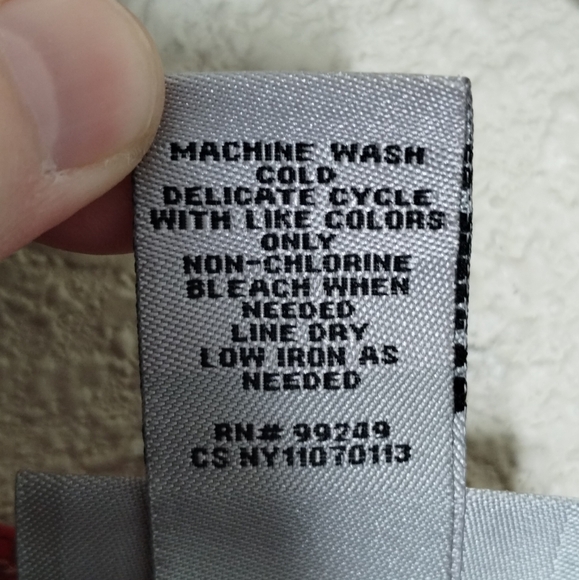 MACHINE WASH
COLD
DELICATE CYCLE
WITH LIKE COLORS
ONLY
NON-CHLORINE
BLEACH WHEN
NEEDED
LINE DRY
LOW IRON AS
NEEDED
RN# 99249
CS NY11070113